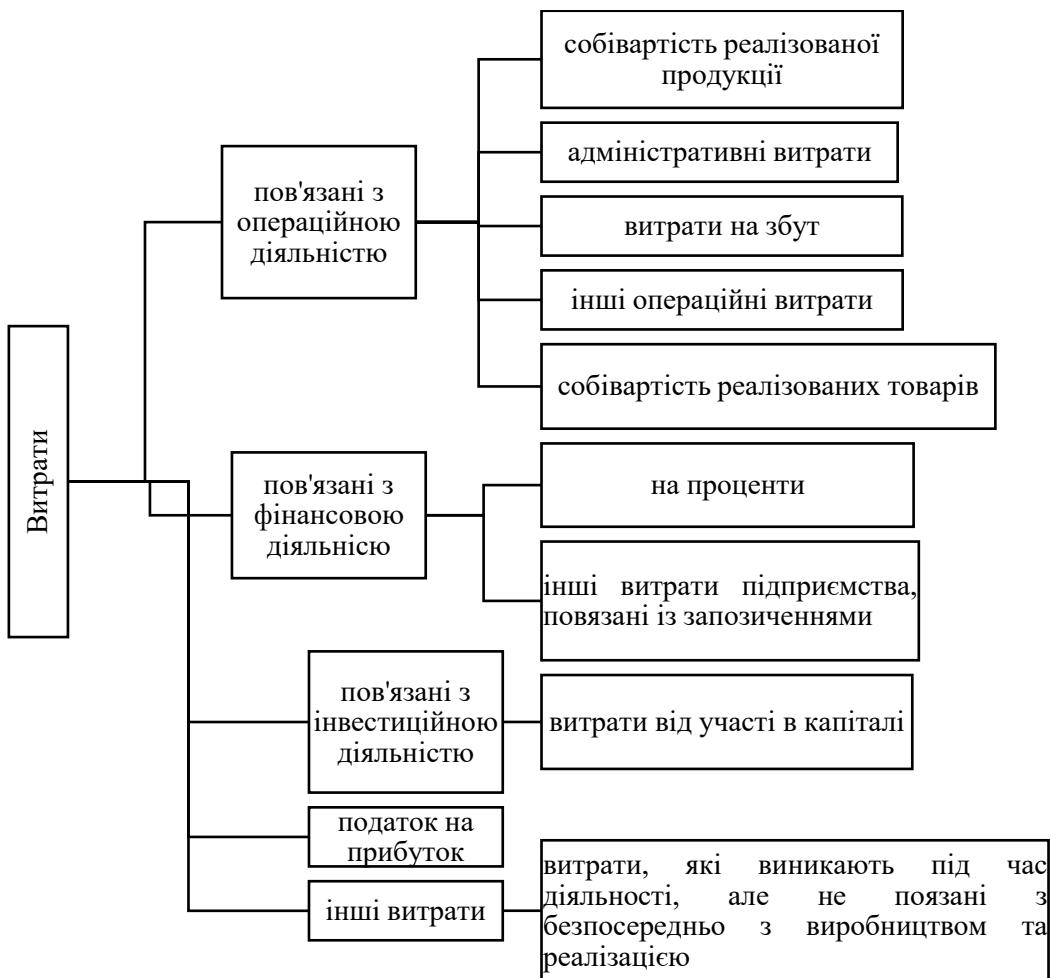 Витрати
пов'язані з
операційною
діяльністю
собівартість реалізованої
продукції
адміністративні витрати
витрати на збут
інші операційні витрати
собівартість реалізованих товарів
пов'язані з
фінансовою
діяльнісю
на проценти
інші витрати підприємства,
повязані із запозиченнями
пов'язані з
інвестиційною
діяльністю
витрати від участі в капіталі
податок на
прибуток
інші витрати
витрати, які виникають під час
діяльності, але не поязані з
безпосередньо з виробництвом та
реалізацією